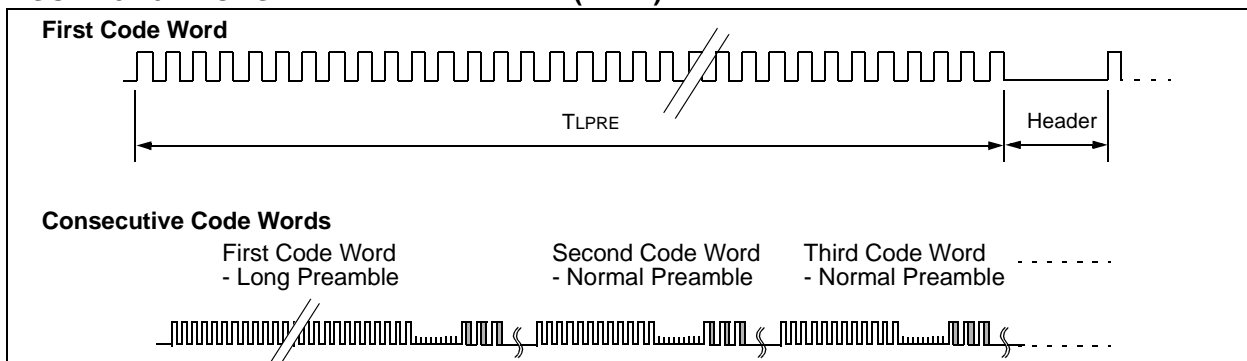 First Code Word
TLPRE
Header
Consecutive Code Words
First Code Word
- Long Preamble
Second Code Word
- Normal Preamble
Third Code Word
- Normal Preamble